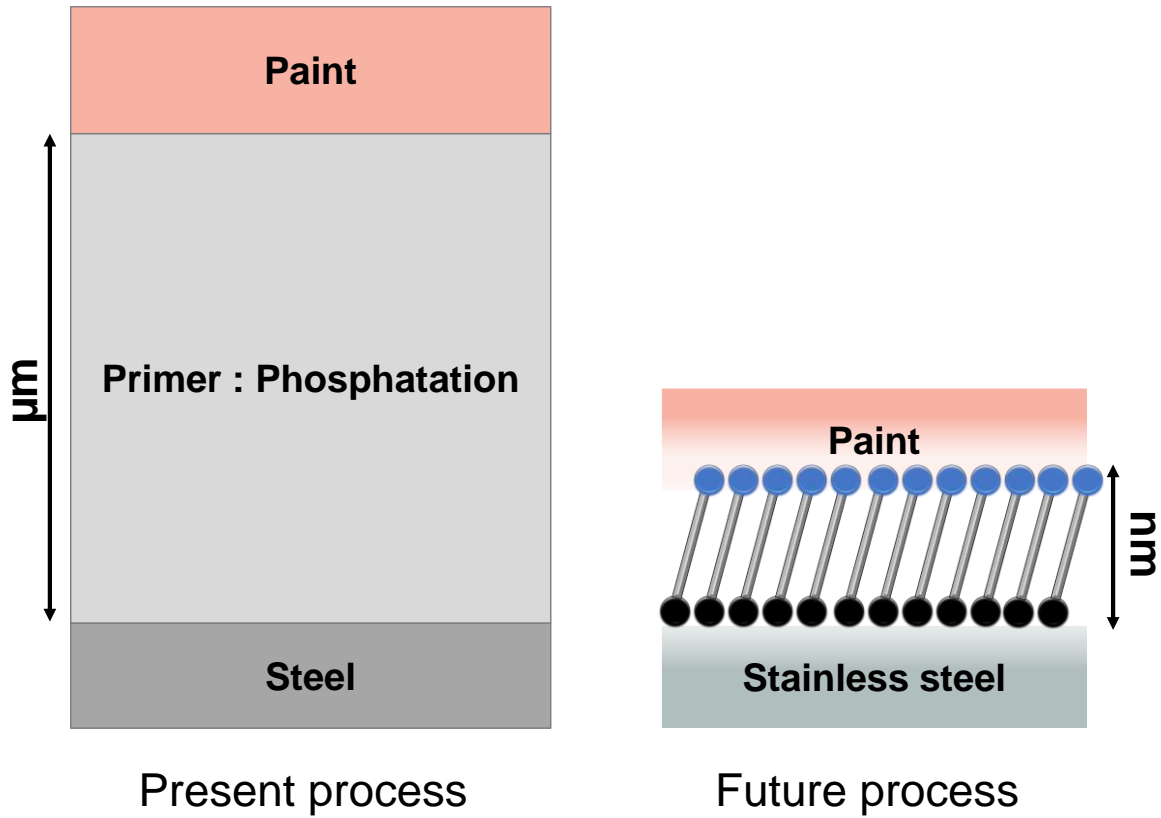 Paint
µm
Primer : Phosphatation
Steel
Present process
Paint
nm
Stainless steel
Future process